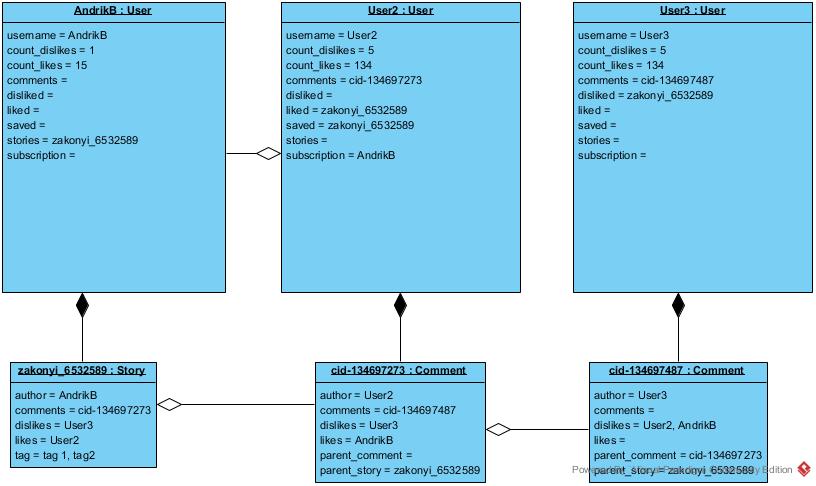 AndrikB : User
username = AndrikB
count_dislikes = 1
count_likes = 15
comments =
disliked =
liked =
saved =
stories = zakonyi_6532589
subscription =
User2 : User
username = User2
count_dislikes = 5
count_likes = 134
comments = cid-134697273
disliked =
liked = zakonyi_6532589
saved = zakonyi_6532589
stories =
subscription = AndrikB
User3 : User
username = User3
count_dislikes = 5
count_likes = 134
comments = cid-134697487
disliked = zakonyi_6532589
liked =
saved =
stories =
subscription =
zakonyi_6532589 : Story
author = AndrikB
comments = cid-134697273
dislikes = User3
likes = User2
tag = tag 1, tag2
cid-134697273 : Comment
author = User2
comments = cid-134697487
dislikes = User3
likes = AndrikB
parent_comment =
parent_story = zakonyi_6532589
cid-134697487 : Comment
author = User3
comments =
dislikes = User2, AndrikB
likes =
parent_comment = cid-134697273
parent_story = zakonyi_6532589
Powered By Visual Paradigm Community Edition